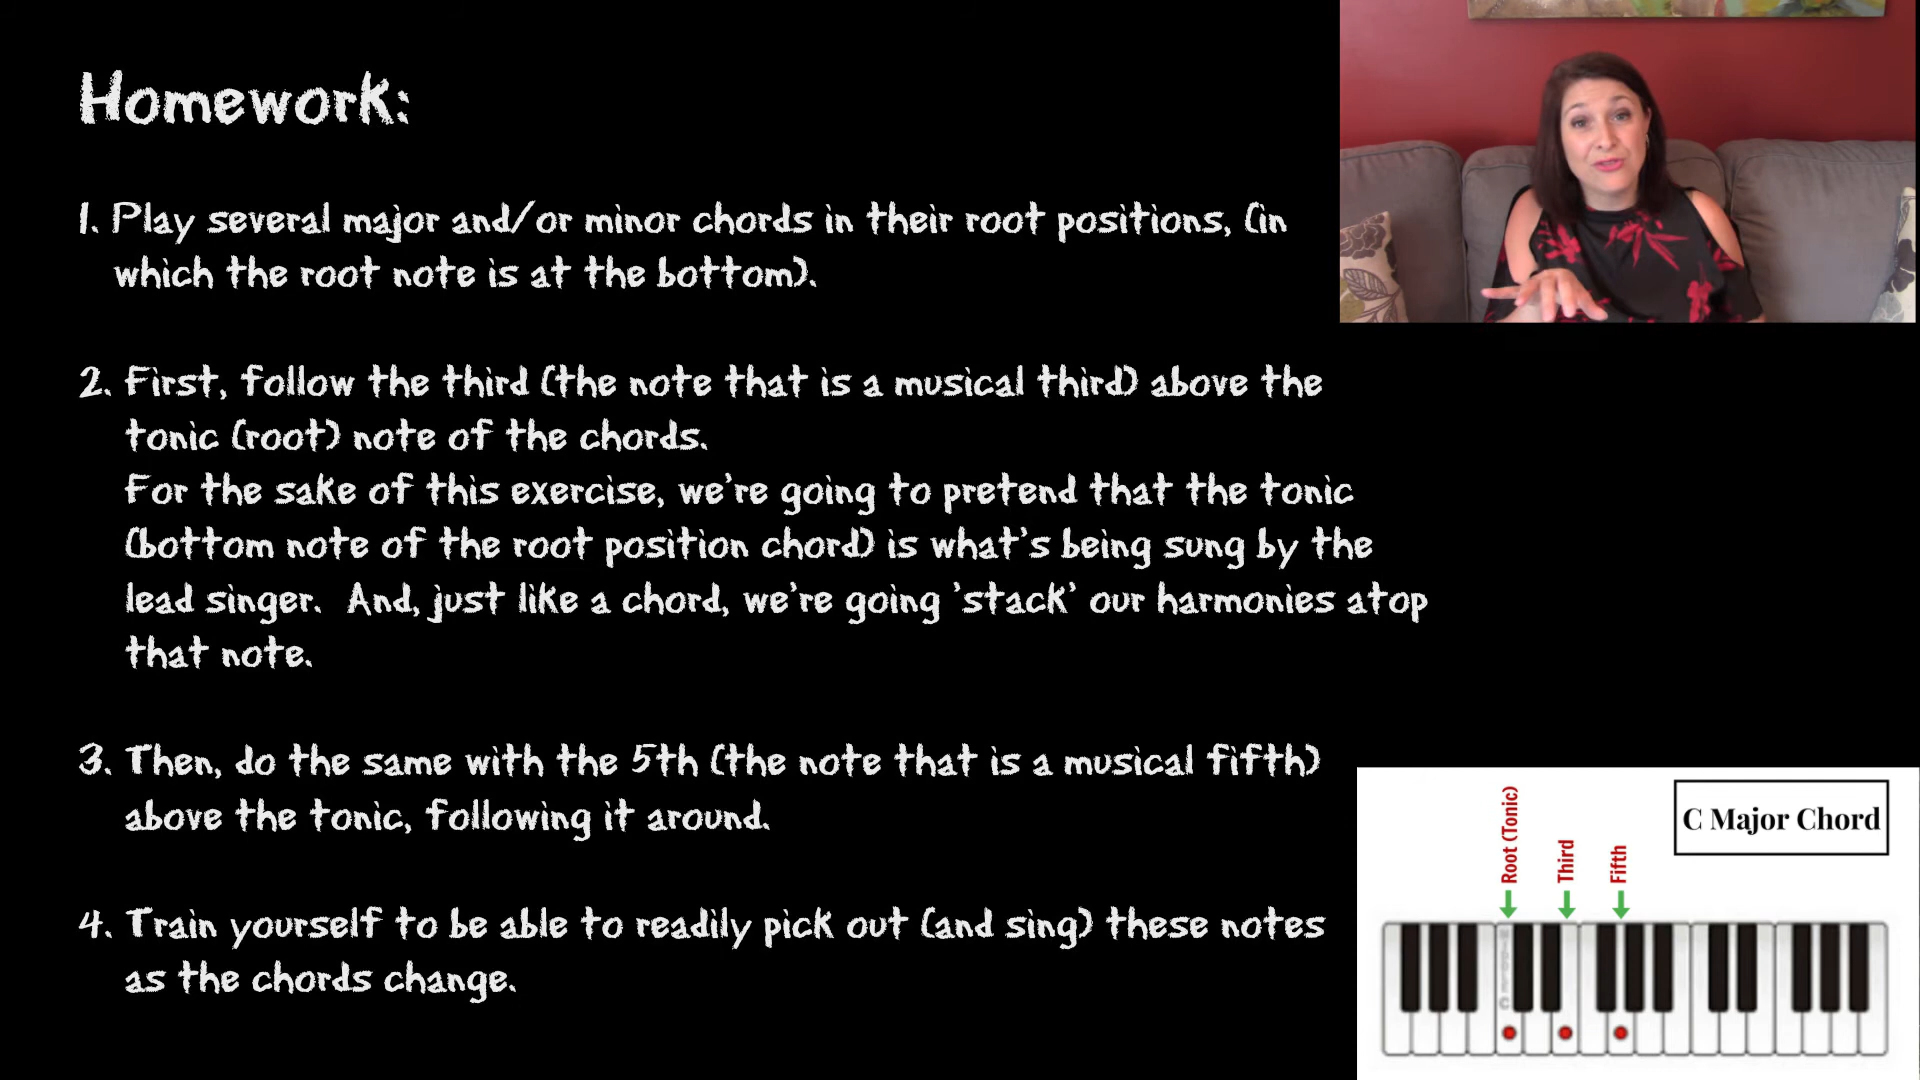 Homework:
1. Play several major and/or minor chords in their root positions, (in
which the root note is at the bottom).
2. First, follow the third (the note that is a musical third) above the
tonic (root) note of the chords.
For the sake of this exercise, we're going to pretend that the tonic
(bottom note of the root position chord) is what's being sung by the
lead singer. And, just like a chord, we're going 'stack' our harmonies atop
that note.
3. Then, do the same with the 5th (the note that is a musical fifth)
above the tonic, following it around.
4. Train yourself to be able to readily pick out (and sing) these notes
as the chords change.
C Major Chord
Root (Tonic)
Third
Fifth